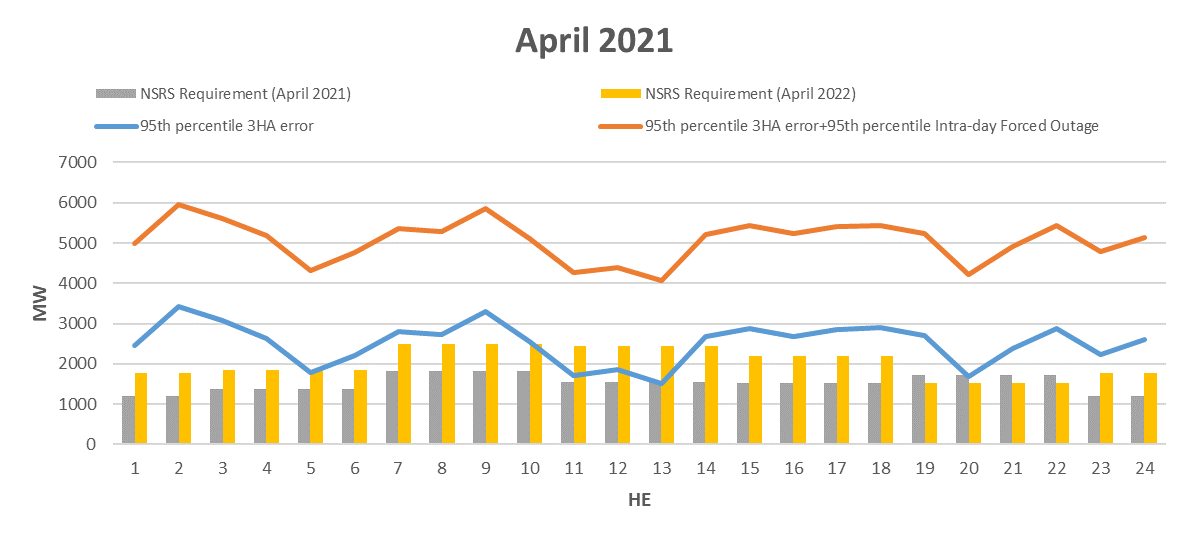 April 2021
NSRS Requirement (April 2021) NSRS Requirement (April 2022)
95th percentile 3HA error 95th percentile 3HA error+95th percentile Intra-day Forced Outage
7000
6000
5000
4000
3000
2000
1000
0
MW
1 2 3 4 5 6 7 8 9 10 11 12 13 14 15 16 17 18 19 20 21 22 23 24
HE